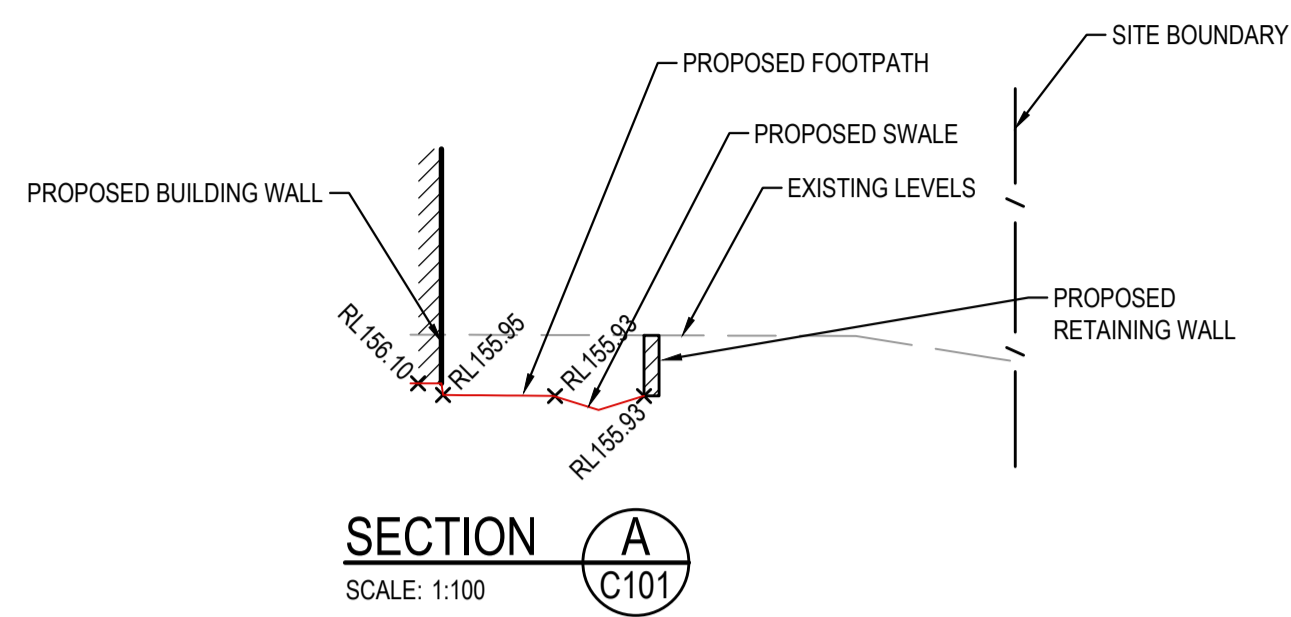 SITE BOUNDARY
PROPOSED FOOTPATH
PROPOSED SWALE
PROPOSED BUILDING WALL
EXISTING LEVELS
PROPOSED
RETAINING WALL
RL156.10
RL155.95
RL155.93
RL155.93
SECTION
A
SCALE: 1:100
C101